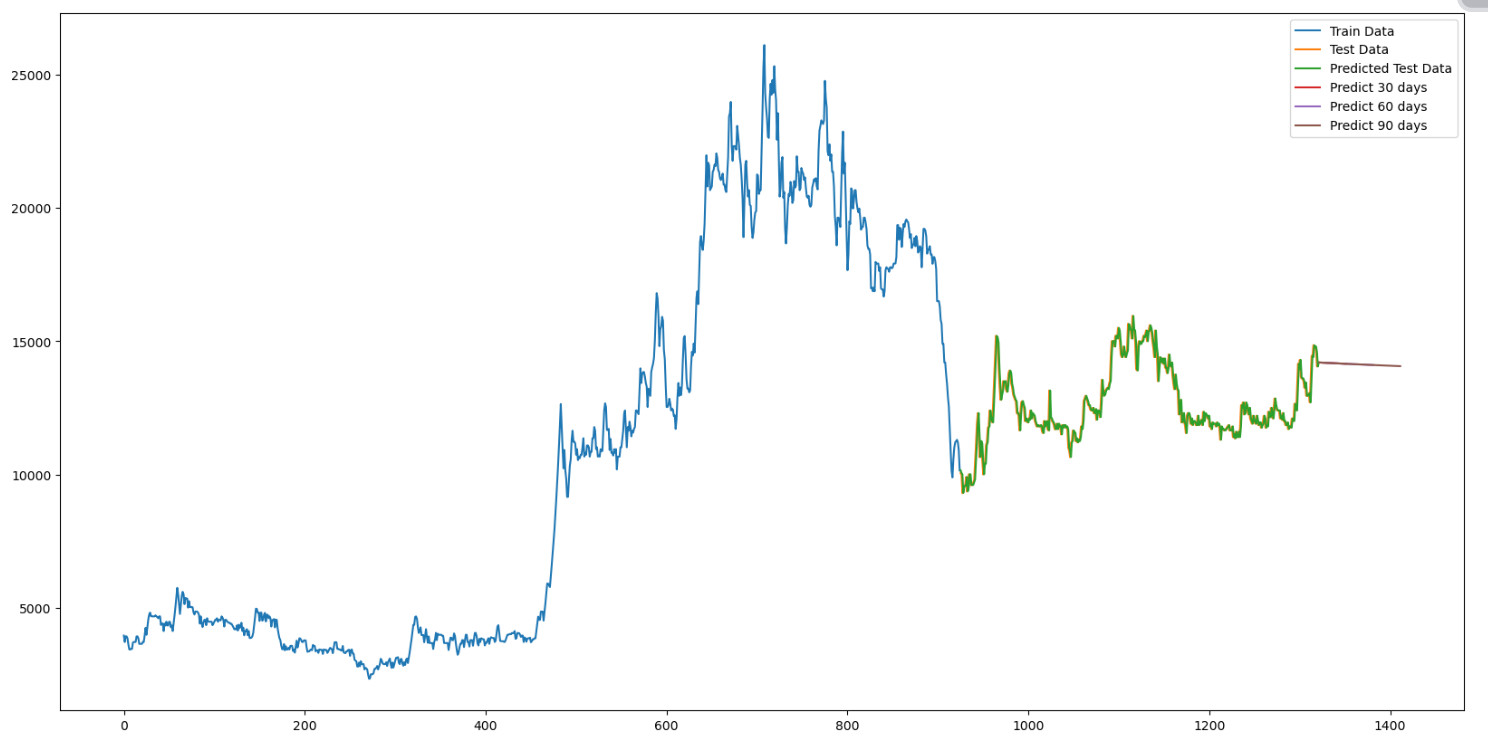 Train Data
Test Data
Predicted Test Data
Predict 30 days
Predict 60 days
Predict 90 days
25000
20000
15000
10000
5000
0 200 400 600 800 1000 1200 1400